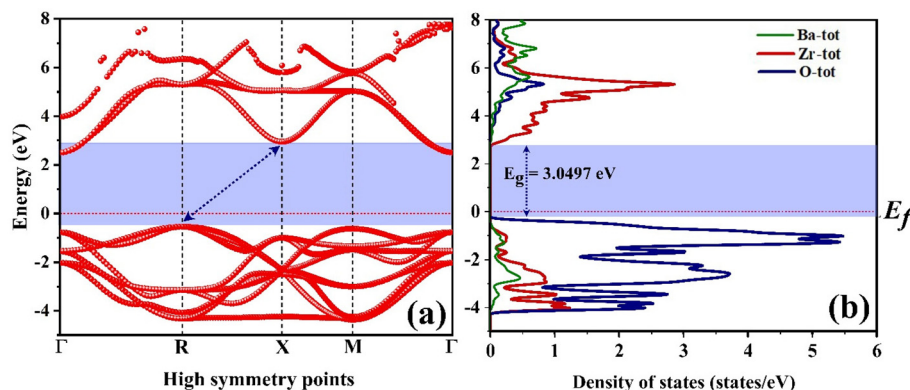 8
6
4
2
0
-2
-4
Energy (eV)
Γ
R
X
M
Γ
High symmetry points
(a)
8
6
4
2
0
-2
-4
Ba-tot
Zr-tot
O-tot
Eg = 3.0497 eV
Ef
(b)
0
1
2
3
4
5
6
Density of states (states/eV)